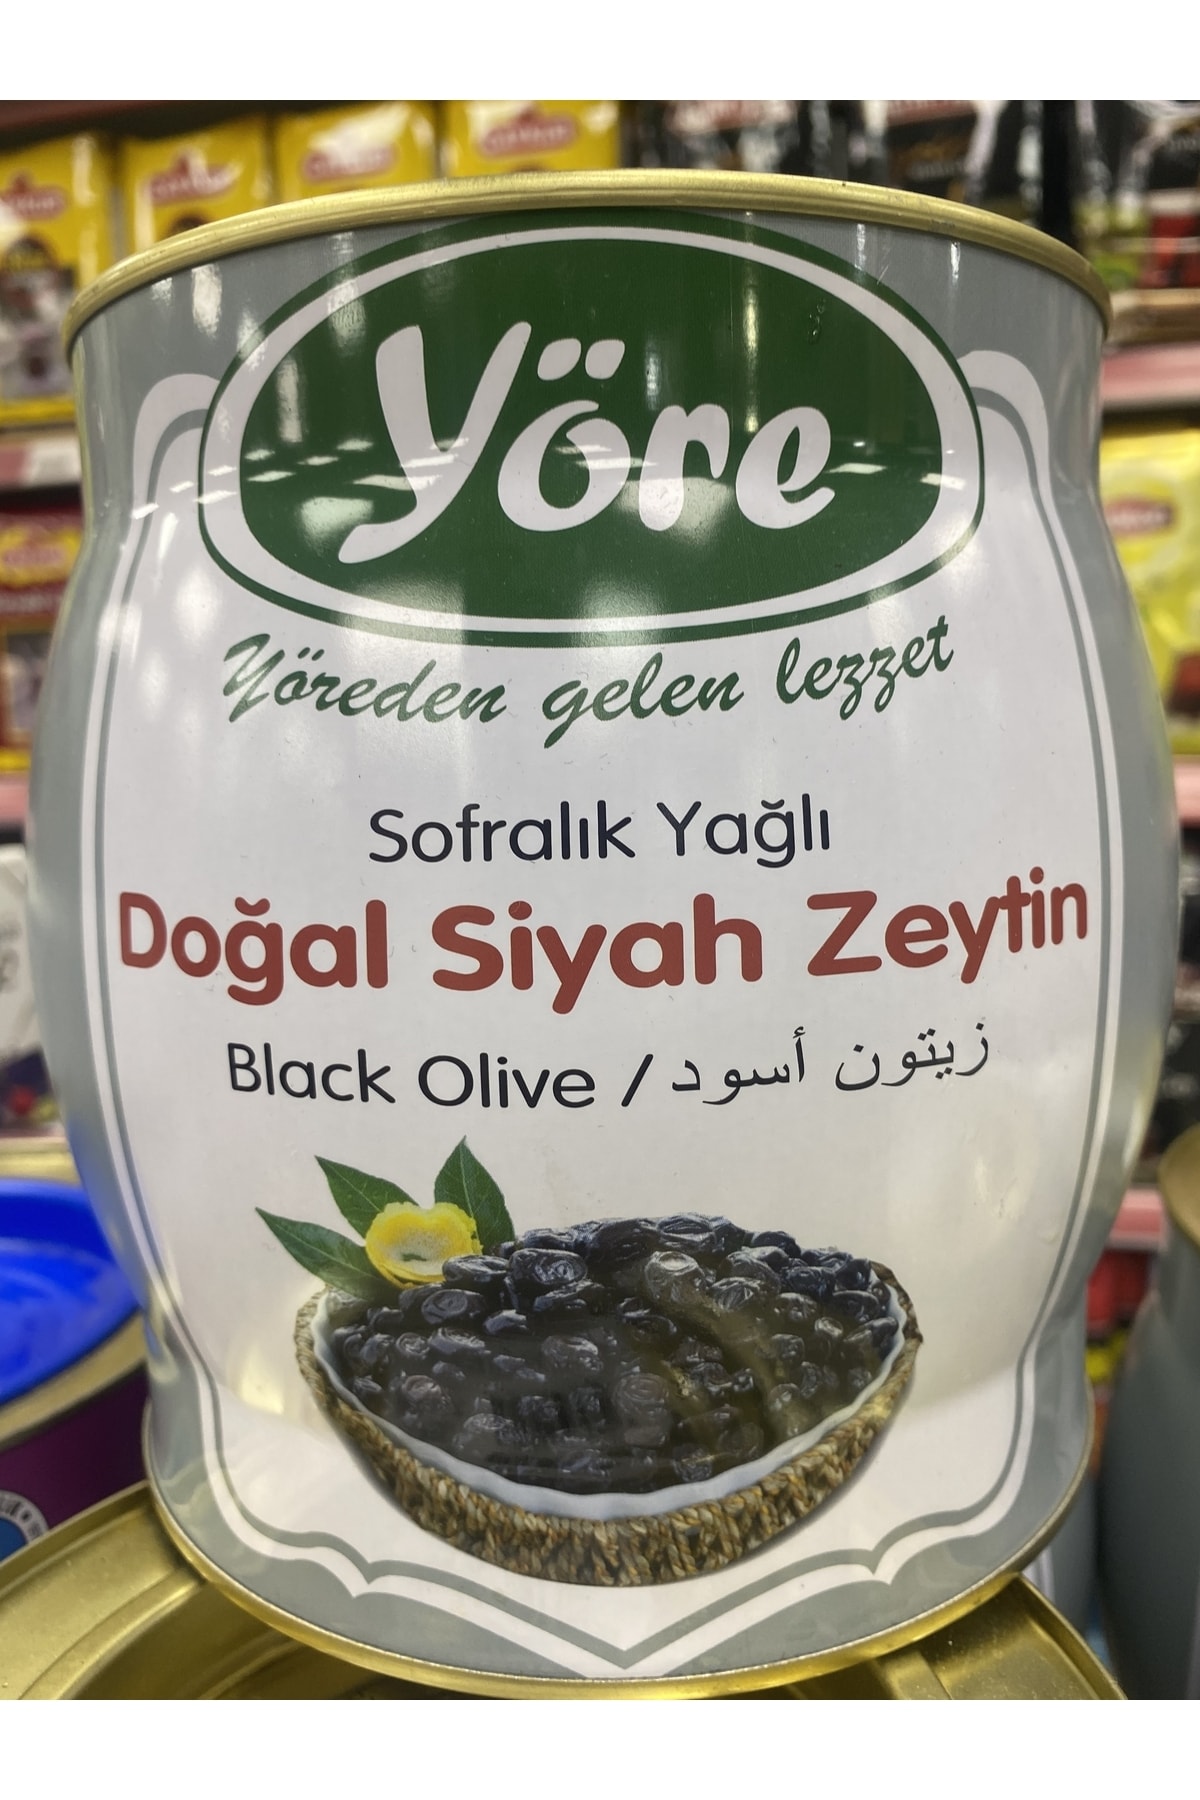 Yöre
Yöreden gelen lezzet
Sofralık Yağlı
Doğal Siyah Zeytin
Black Olive / زيتون أسود